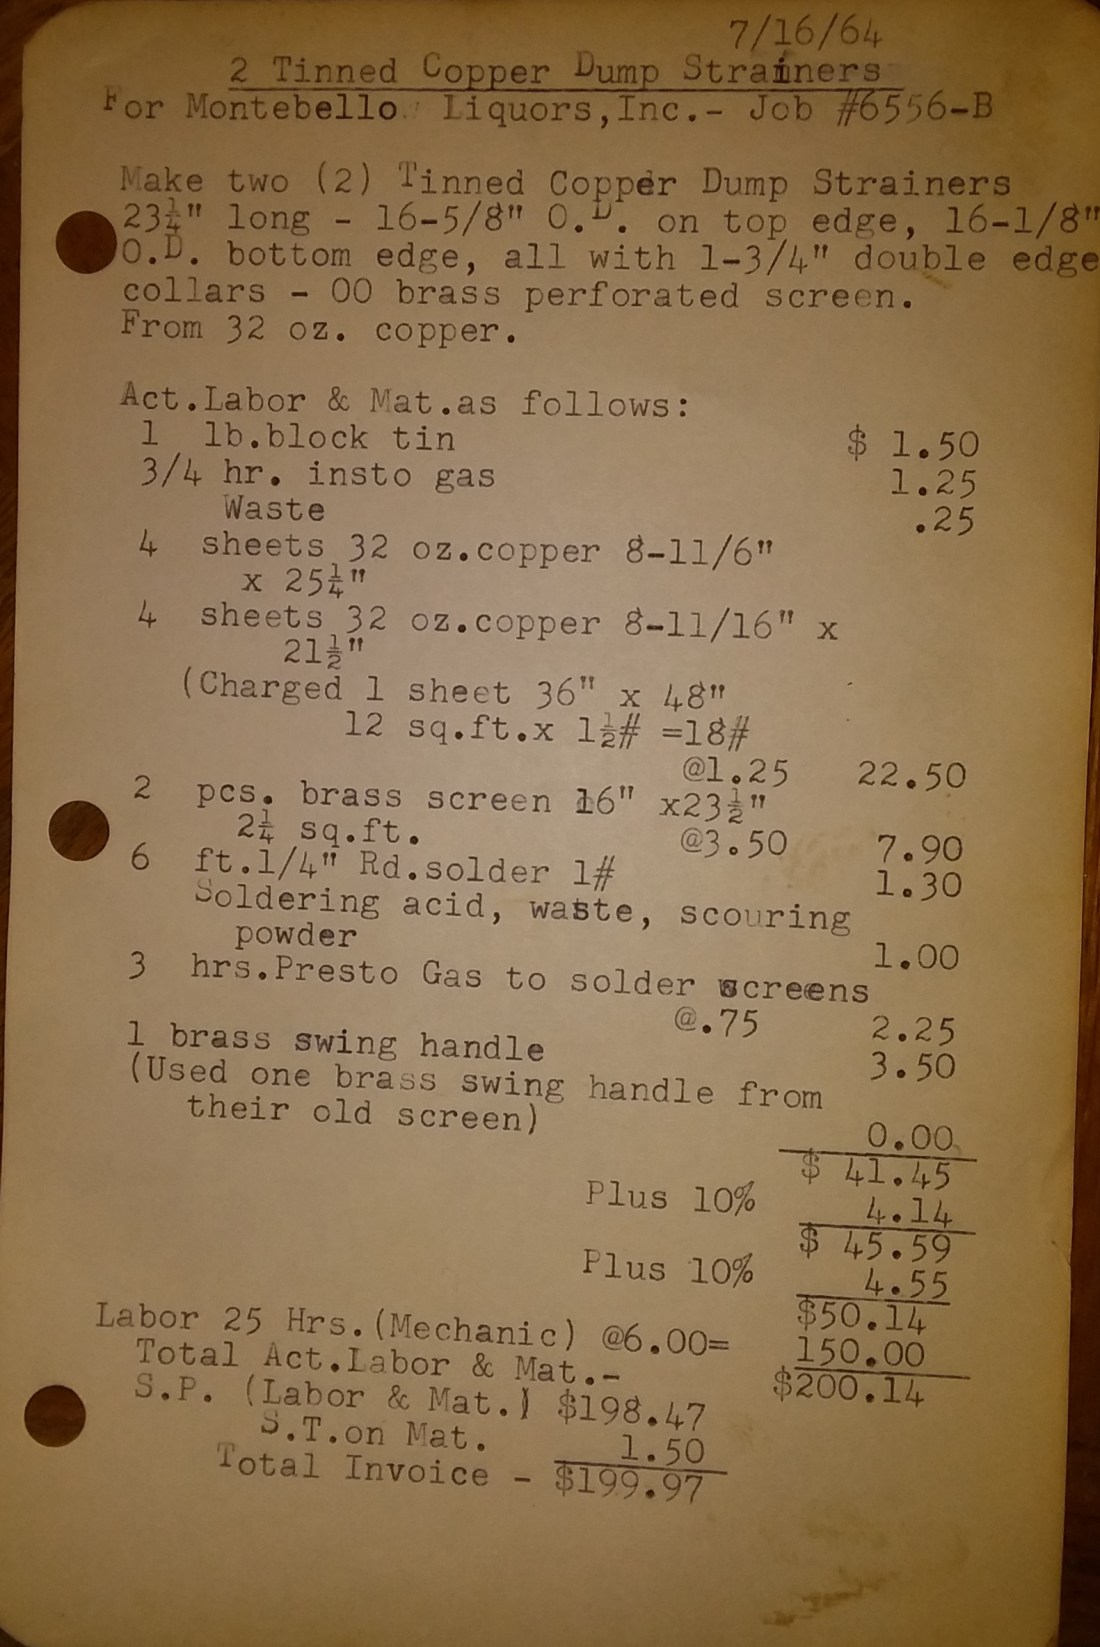 7/16/64
2 Tinned Copper Dump Strainers
For Montebello Liquors,Inc.- Job #6556-B
Make two (2) Tinned Copper Dump Strainers
23¼" long - 16-5/8" O.D. on top edge, 16-1/8"
O.D. bottom edge, all with 1-3/4" double edge
collars - 00 brass perforated screen.
From 32 oz. copper.
Act.Labor & Mat.as follows:
1 lb.block tin $ 1.50
3/4 hr. insto gas 1.25
Waste .25
4 sheets 32 oz.copper 8-11/6"
x 25¼"
4 sheets 32 oz.copper 8-11/16" x
21½"
(Charged 1 sheet 36" x 48"
12 sq.ft.x 1½# =18#
@1.25 22.50
2 pcs. brass screen 16" x23½"
2¼ sq.ft. @3.50 7.90
6 ft.1/4" Rd.solder 1# 1.30
Soldering acid, waste, scouring
powder 1.00
3 hrs.Presto Gas to solder screens
@.75 2.25
1 brass swing handle 3.50
(Used one brass swing handle from
their old screen) 0.00
$ 41.45
Plus 10% 4.14
$ 45.59
Plus 10% 4.55
$50.14
Labor 25 Hrs.(Mechanic) @6.00= 150.00
Total Act.Labor & Mat.- $200.14
S.P. (Labor & Mat.) $198.47
S.T.on Mat. 1.50
Total Invoice - $199.97